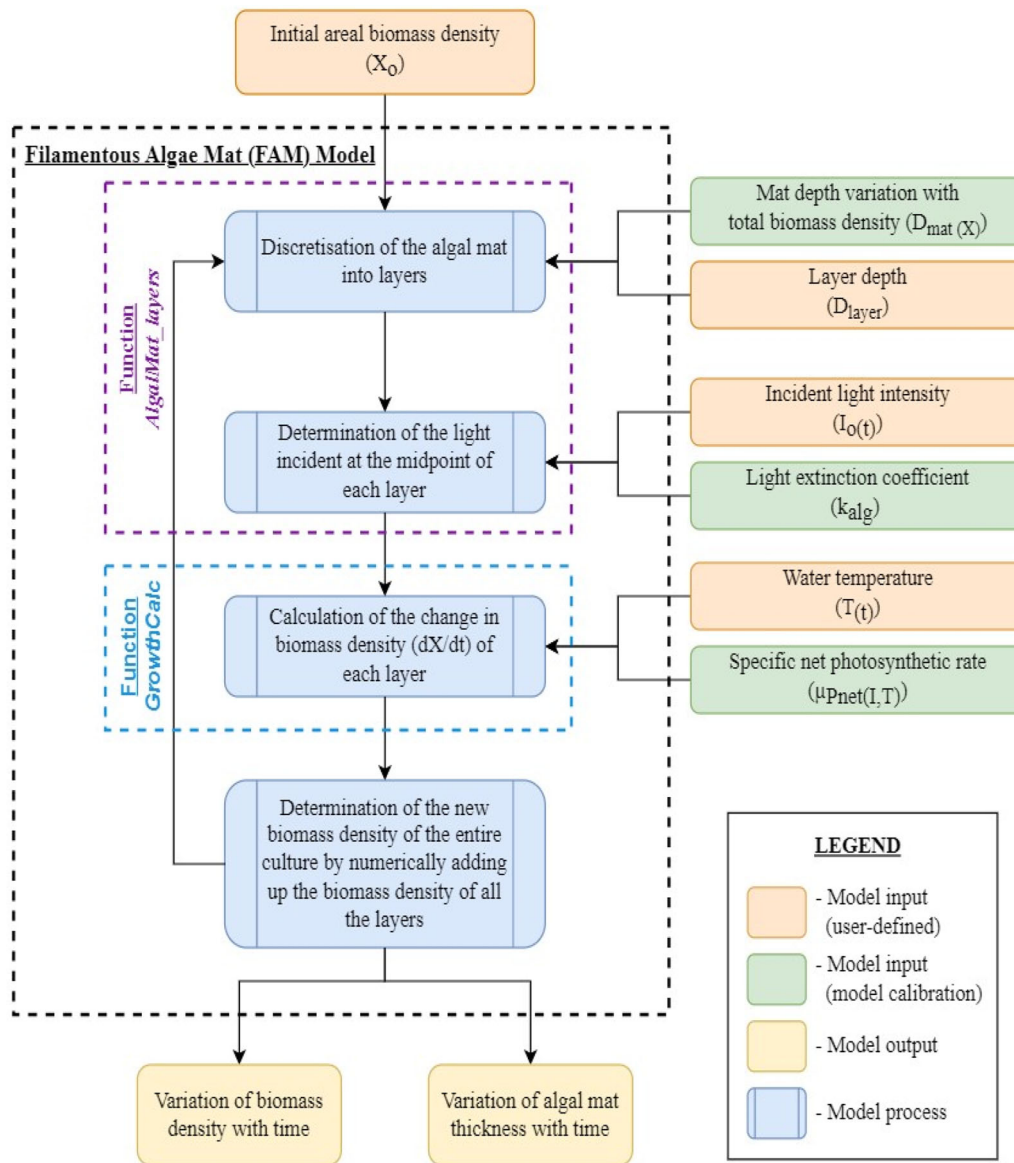 Initial areal biomass density
(Xo)
Filamentous Algae Mat (FAM) Model
Function
AlgalMat_layers
Discretisation of the algal mat
into layers
Mat depth variation with
total biomass density (Dmat (X))
Layer depth
(Dlayer)
Determination of the light
incident at the midpoint of
each layer
Incident light intensity
(Io(t))
Light extinction coefficient
(kalg)
Function
GrowthCalc
Calculation of the change in
biomass density (dX/dt) of
each layer
Water temperature
(T(t))
Specific net photosynthetic rate
(μPnet(I,T))
Determination of the new
biomass density of the entire
culture by numerically adding
up the biomass density of all
the layers
Variation of biomass
density with time
Variation of algal mat
thickness with time
LEGEND
- Model input
(user-defined)
- Model input
(model calibration)
- Model output
- Model process